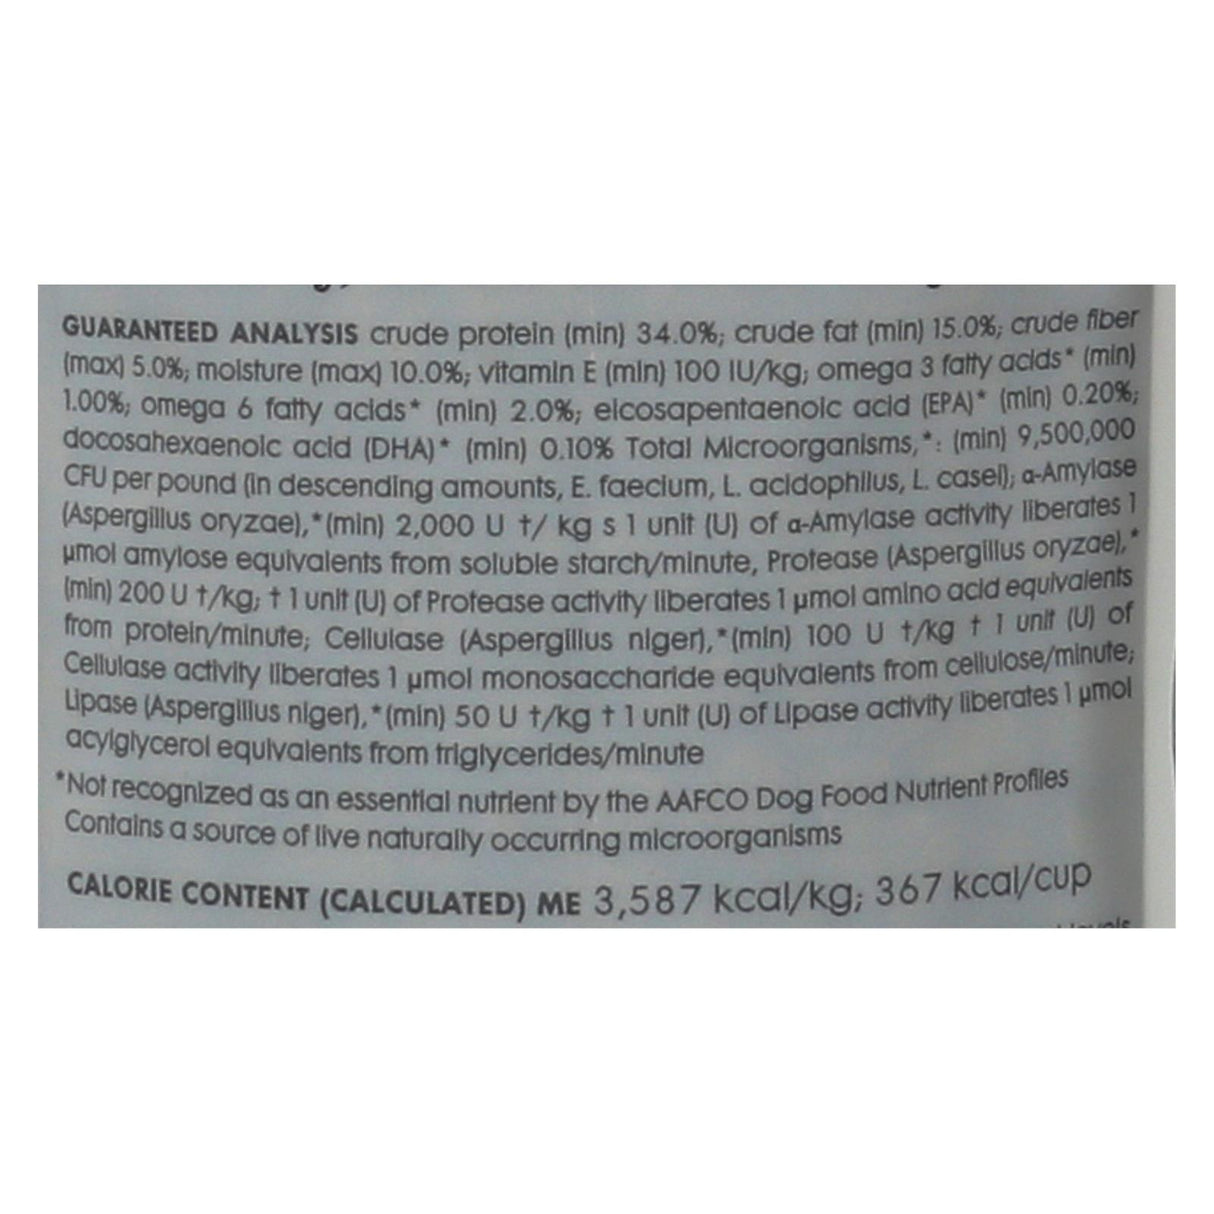 GUARANTEED ANALYSIS crude protein (min) 34.0%; crude fat (min) 15.0%; crude fiber
(max) 5.0%; moisture (max) 10.0%; vitamin E (min) 100 IU/kg; omega 3 fatty acids* (min)
1.00%; omega 6 fatty acids* (min) 2.0%; eicosapentaenoic acid (EPA)* (min) 0.20%;
docosahexaenoic acid (DHA)* (min) 0.10% Total Microorganisms,*: (min) 9,500,000
CFU per pound (in descending amounts, E. faecium, L. acidophilus, L. casei); α-Amylase
(Aspergillus oryzae),*(min) 2,000 U †/ kg s 1 unit (U) of α-Amylase activity liberates 1
µmol amylose equivalents from soluble starch/minute, Protease (Aspergillus oryzae),*
(min) 200 U †/kg; † 1 unit (U) of Protease activity liberates 1 µmol amino acid equivalents
from protein/minute; Cellulase (Aspergillus niger),*(min) 100 U †/kg † 1 unit (U) of
Cellulase activity liberates 1 µmol monosaccharide equivalents from cellulose/minute;
Lipase (Aspergillus niger),*(min) 50 U †/kg † 1 unit (U) of Lipase activity liberates 1 µmol
acylglycerol equivalents from triglycerides/minute
*Not recognized as an essential nutrient by the AAFCO Dog Food Nutrient Profiles
Contains a source of live naturally occurring microorganisms
CALORIE CONTENT (CALCULATED) ME 3,587 kcal/kg; 367 kcal/cup